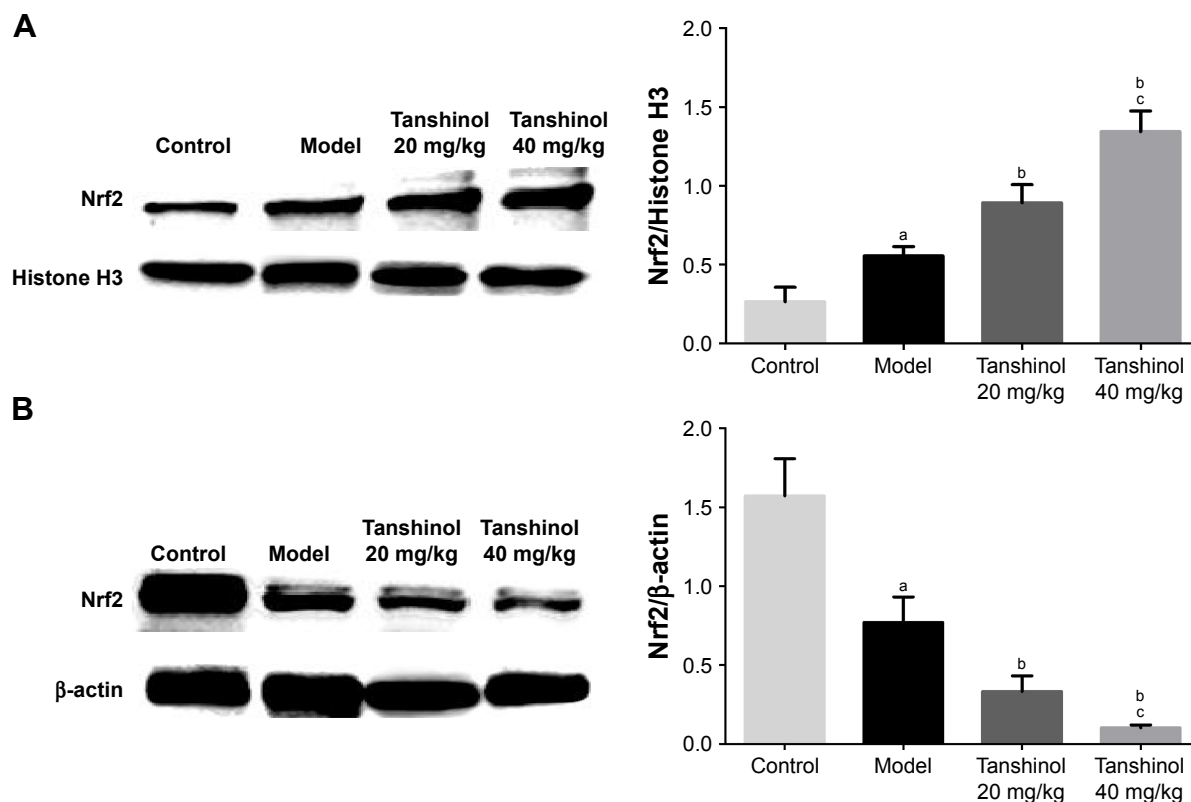 A
Control
Model
Tanshinol
20 mg/kg
Tanshinol
40 mg/kg
Nrf2
Histone H3
Nrf2/Histone H3
2.0
1.5
1.0
0.5
0.0
a
b
b
c
Control
Model
Tanshinol
20 mg/kg
Tanshinol
40 mg/kg
B
Control
Model
Tanshinol
20 mg/kg
Tanshinol
40 mg/kg
Nrf2
β-actin
Nrf2/β-actin
2.0
1.5
1.0
0.5
0.0
a
b
b
c
Control
Model
Tanshinol
20 mg/kg
Tanshinol
40 mg/kg